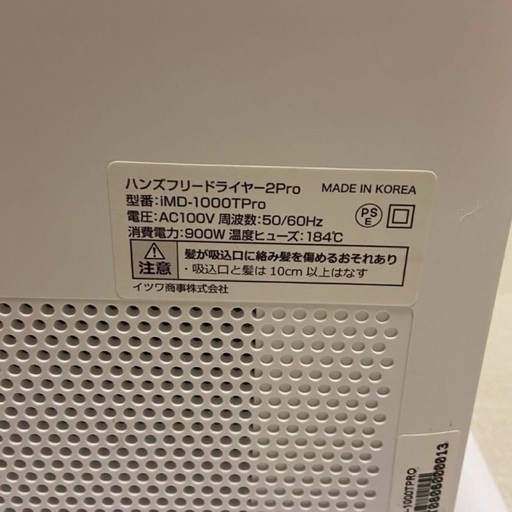 ハンズフリードライヤー2Pro MADE IN KOREA
型番:iMD-1000TPro
電圧:AC100V 周波数:50/60Hz
消費電力:900W 温度ヒューズ:184℃
PS
E
注意
髪が吸込口に絡み髪を傷めるおそれあり
・吸込口と髪は10cm以上はなす
イツワ商事株式会社
-1000TPRO